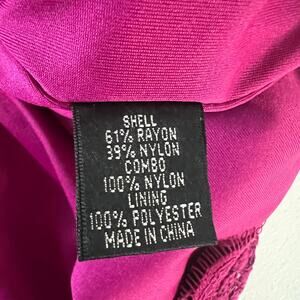 SHELL
61% RAYON
39% NYLON
COMBO
100% NYLON
LINING
100% POLYESTER
MADE IN CHINA